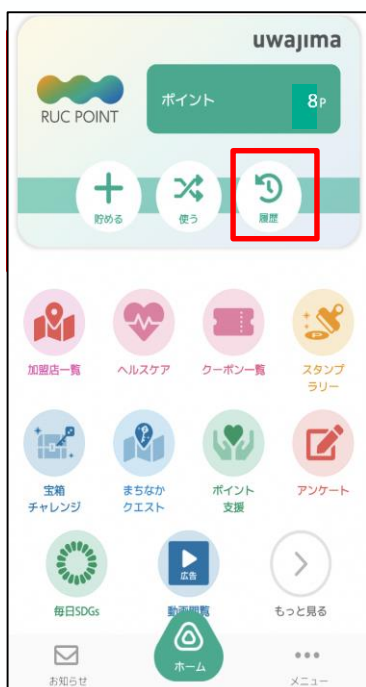 uwajima
RUC POINT
ポイント
8P
貯める
使う
履歴
加盟店一覧
ヘルスケア
クーポン一覧
スタンプ
ラリー
宝箱
チャレンジ
まちなか
クエスト
ポイント
支援
アンケート
広告
毎日SDGs
動画閲覧
もっと見る
お知らせ
ホーム
メニュー